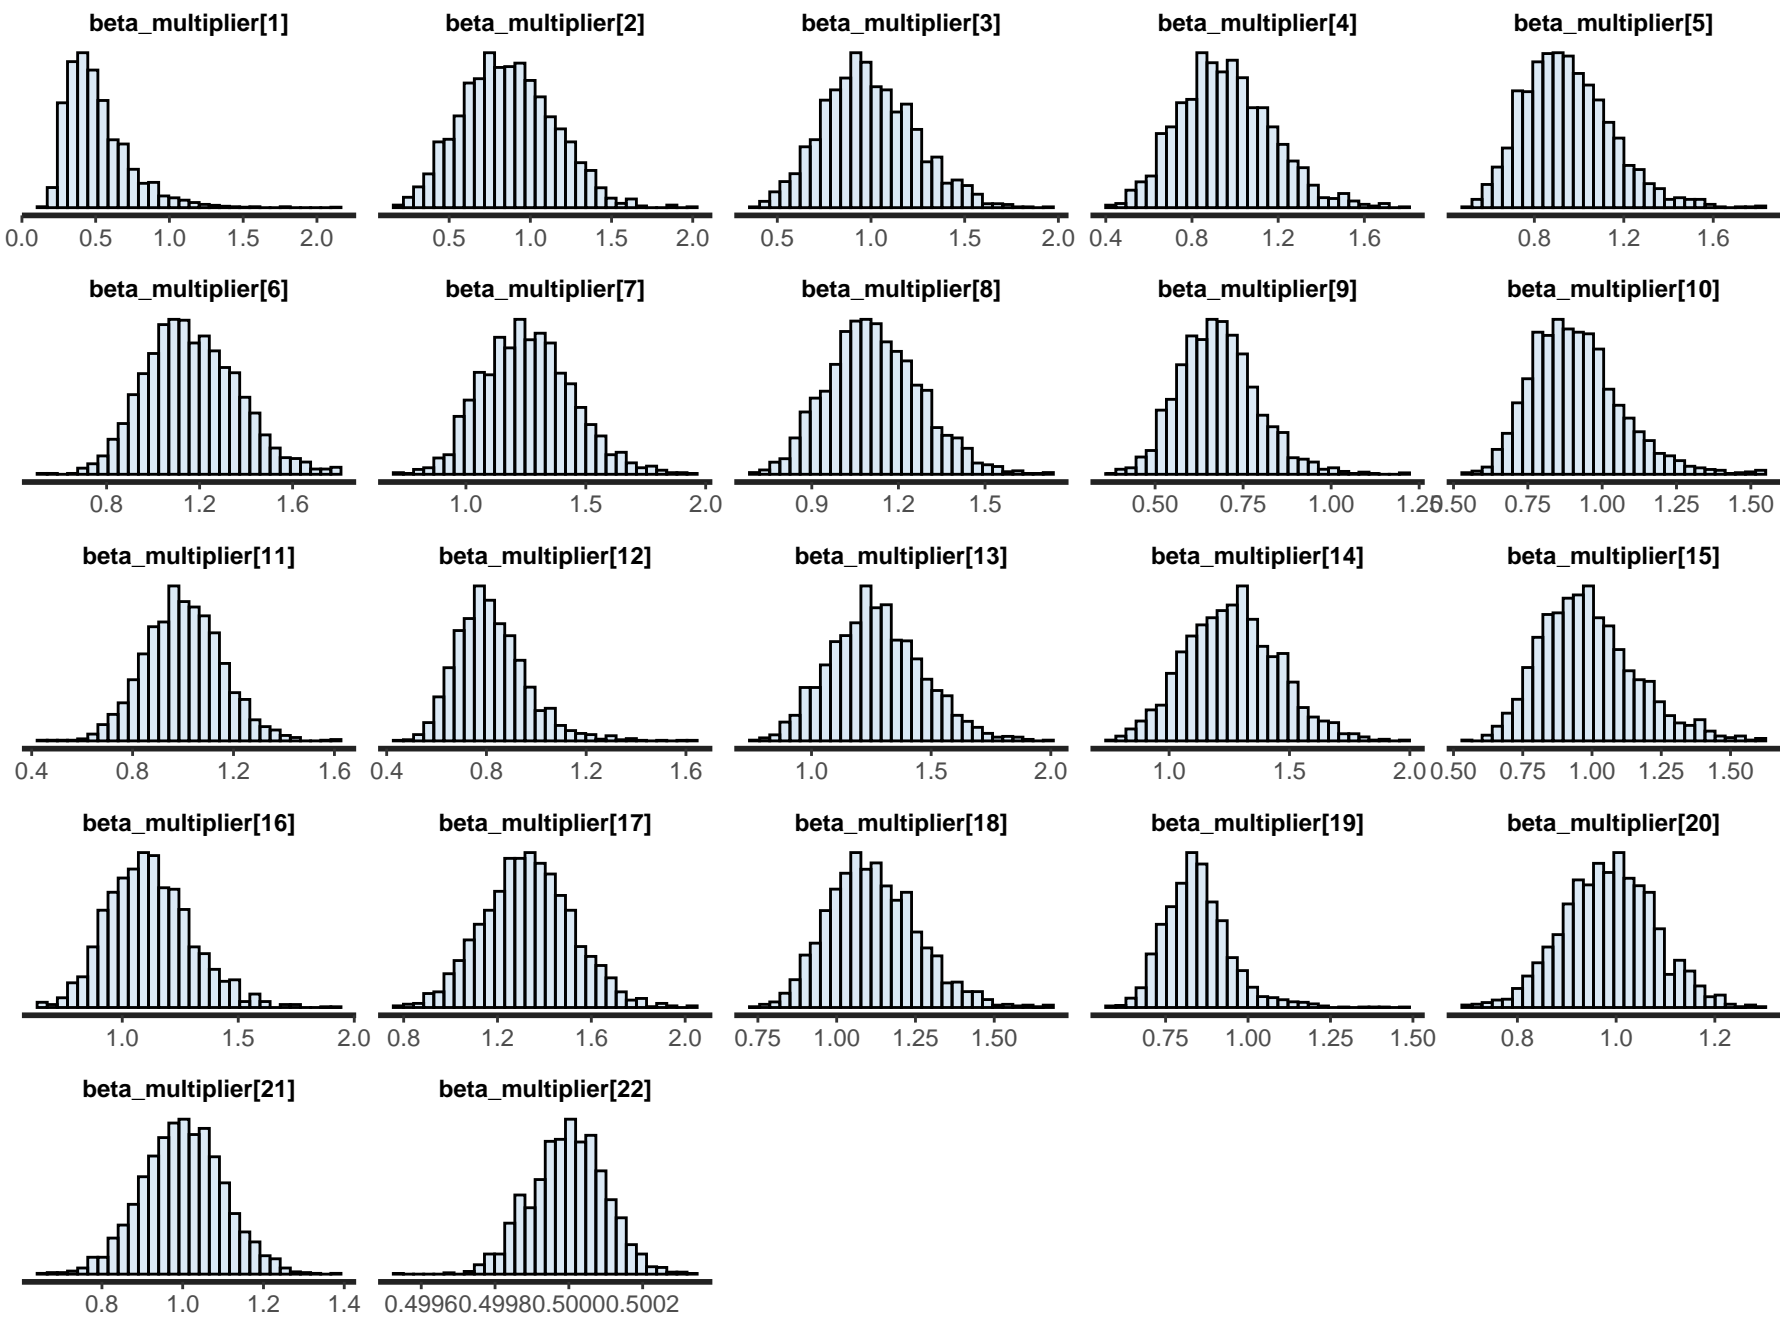 beta_multiplier[1] beta_multiplier[2] beta_multiplier[3] beta_multiplier[4] beta_multiplier[5]
0.0 0.5 1.0 1.5 2.0 0.5 1.0 1.5 2.0 0.5 1.0 1.5 2.0 0.4 0.8 1.2 1.6 0.8 1.2 1.6
beta_multiplier[6] beta_multiplier[7] beta_multiplier[8] beta_multiplier[9] beta_multiplier[10]
0.8 1.2 1.6 1.0 1.5 2.0 0.9 1.2 1.5 0.50 0.75 1.00 1.25 0.50 0.75 1.00 1.25 1.50
beta_multiplier[11] beta_multiplier[12] beta_multiplier[13] beta_multiplier[14] beta_multiplier[15]
0.4 0.8 1.2 1.6 0.4 0.8 1.2 1.6 1.0 1.5 2.0 1.0 1.5 2.0 0.50 0.75 1.00 1.25 1.50
beta_multiplier[16] beta_multiplier[17] beta_multiplier[18] beta_multiplier[19] beta_multiplier[20]
1.0 1.5 2.0 0.8 1.2 1.6 2.0 0.75 1.00 1.25 1.50 0.75 1.00 1.25 1.50 0.8 1.0 1.2
beta_multiplier[21] beta_multiplier[22]
0.8 1.0 1.2 1.4 0.4996 0.4998 0.5000 0.5002